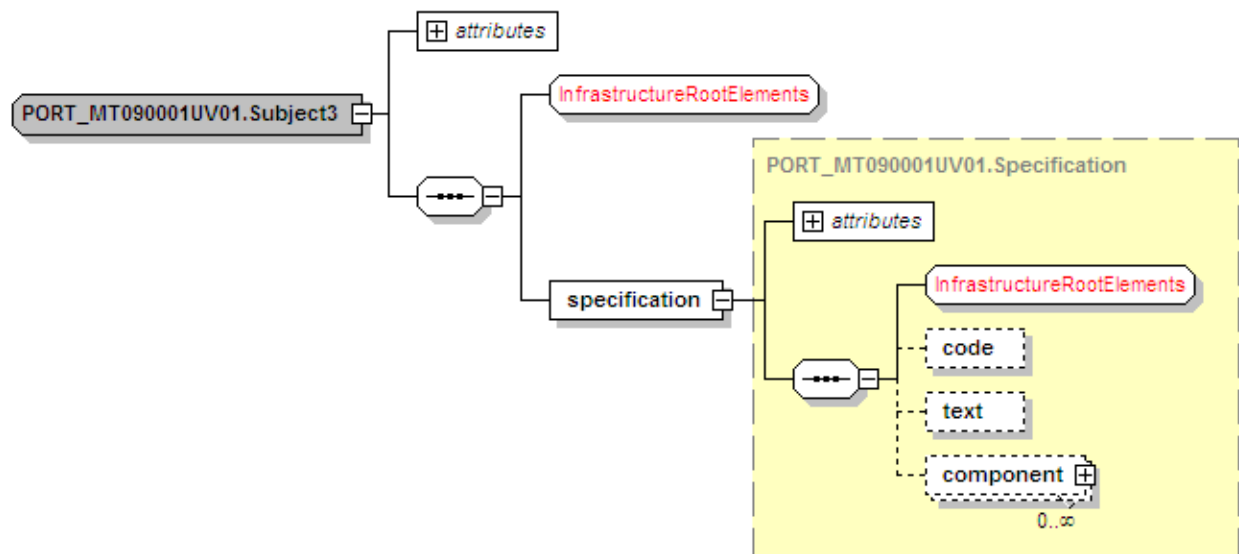 attributes
InfrastructureRootElements
PORT_MT090001UV01.Subject3
PORT_MT090001UV01.Specification
attributes
InfrastructureRootElements
specification
code
text
component
0..∞